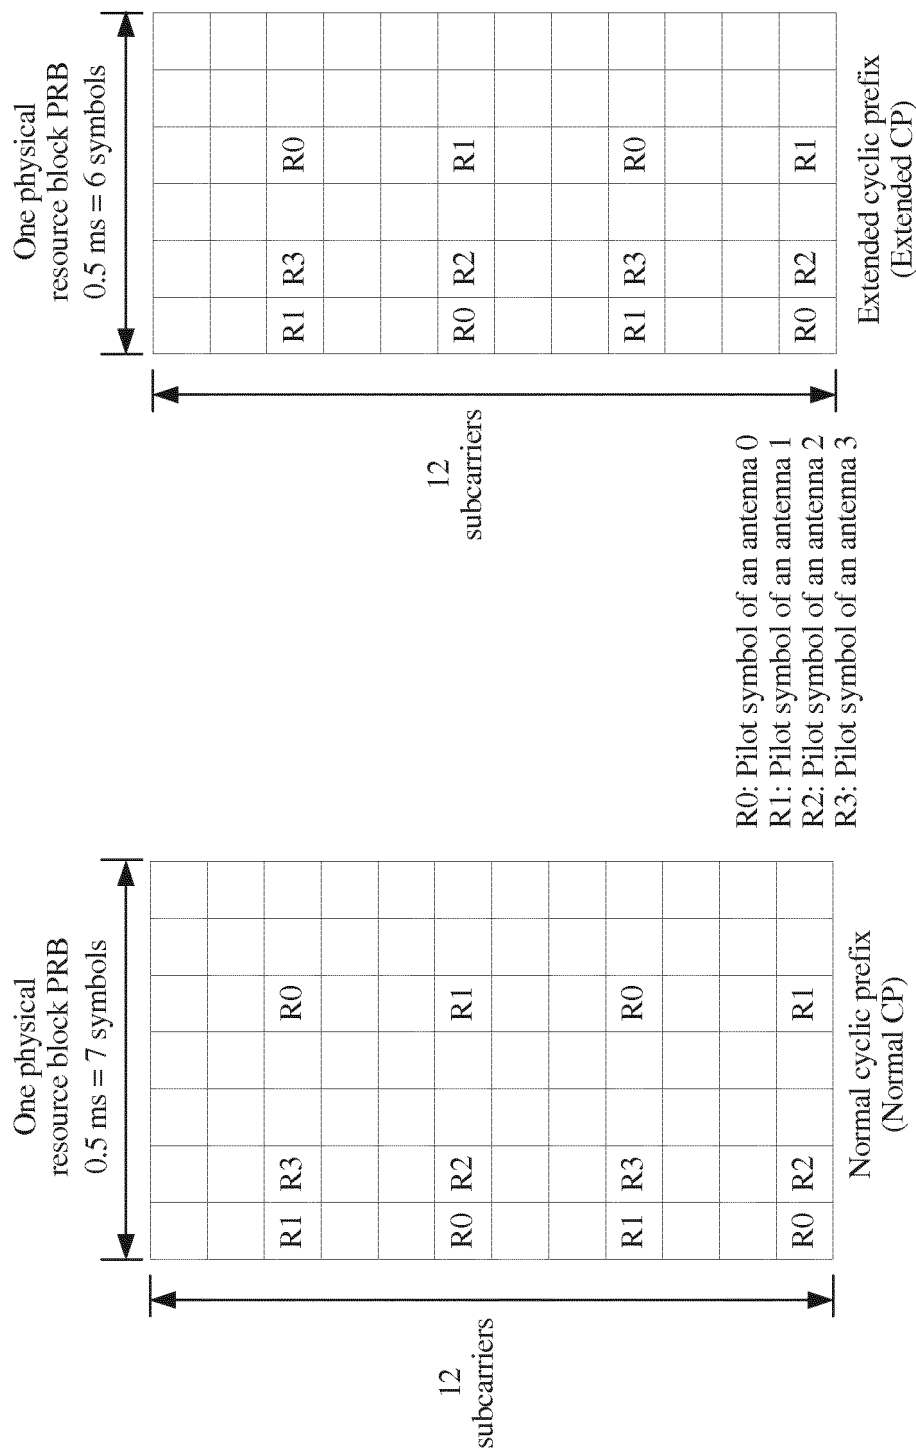 One physical
resource block PRB
0.5 ms = 7 symbols
12
subcarriers
R1 R3 R0
R0 R2 R1
R1 R3 R0
R0 R2 R1
Normal cyclic prefix
(Normal CP)
One physical
resource block PRB
0.5 ms = 6 symbols
12
subcarriers
R1 R3 R0
R0 R2 R1
R1 R3 R0
R0 R2 R1
Extended cyclic prefix
(Extended CP)
R0: Pilot symbol of an antenna 0
R1: Pilot symbol of an antenna 1
R2: Pilot symbol of an antenna 2
R3: Pilot symbol of an antenna 3